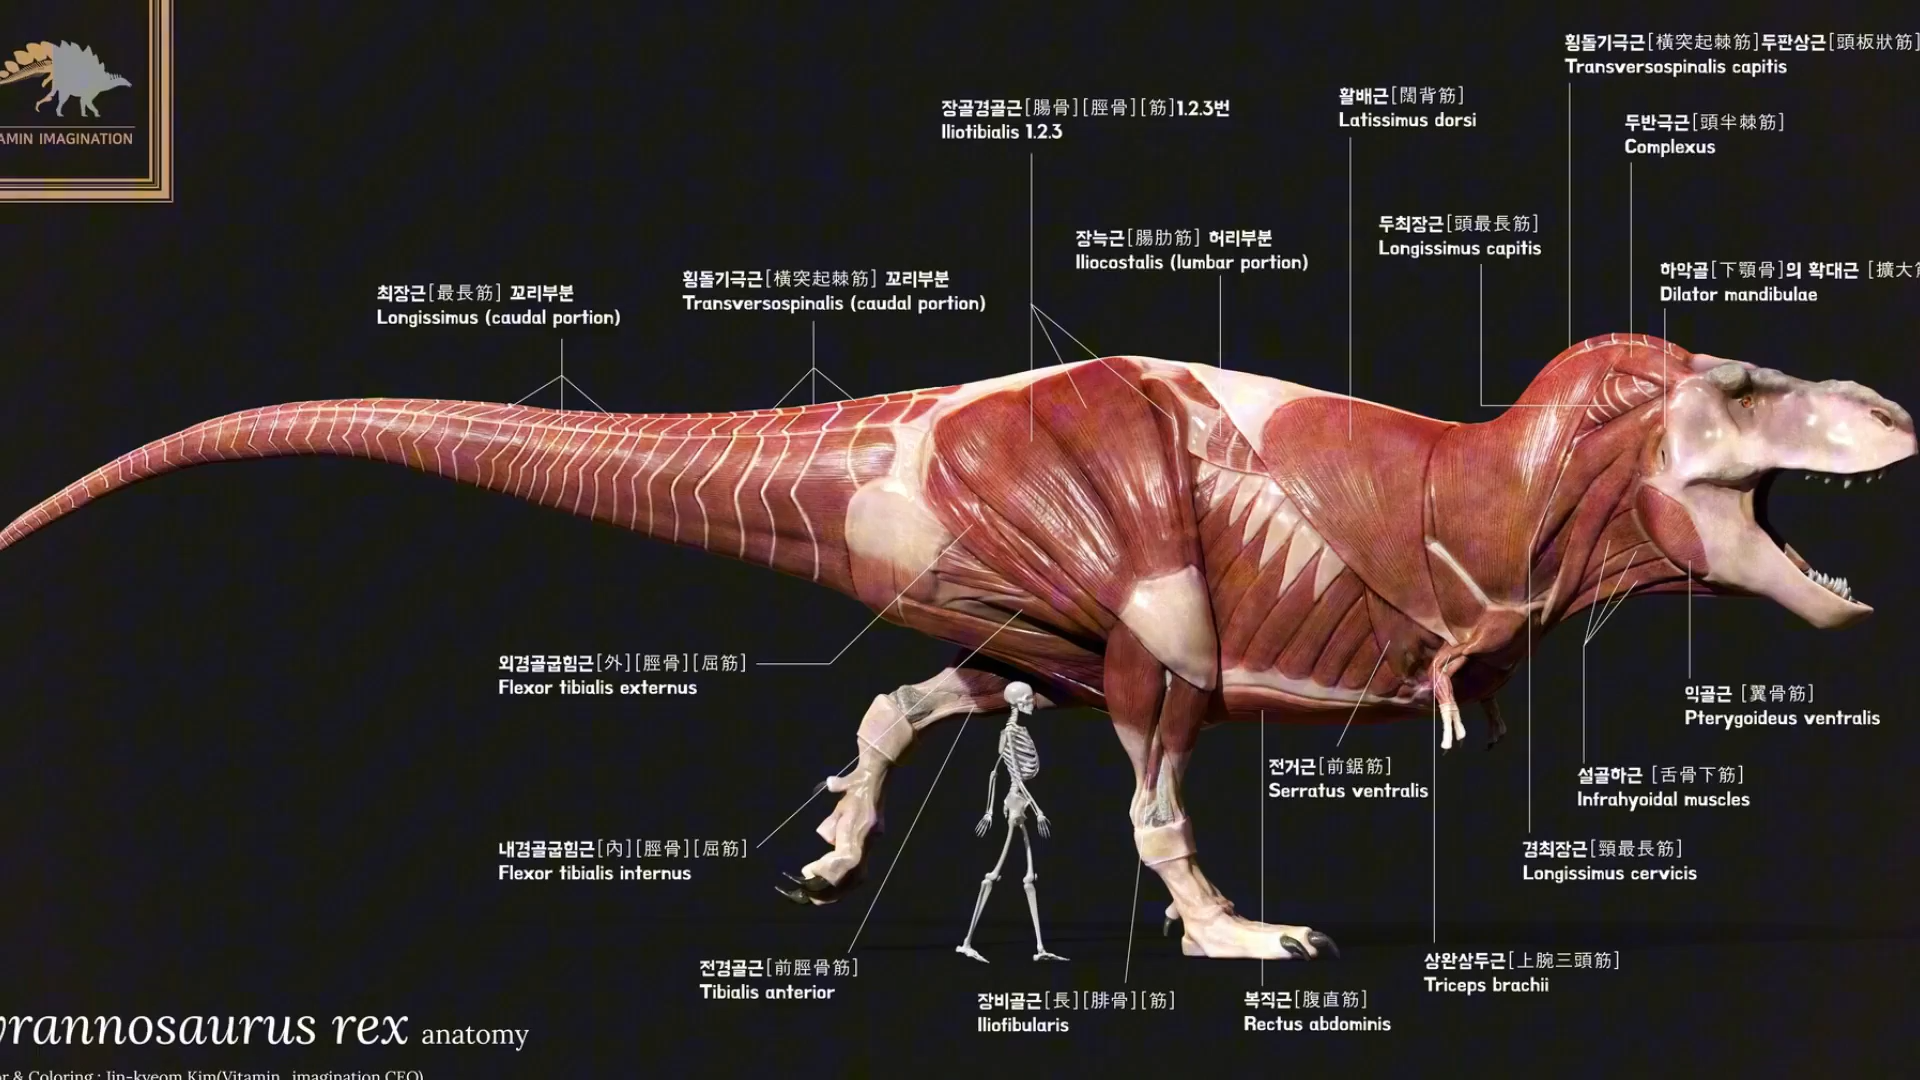 AMIN IMAGINATION
횡돌기극근[橫突起棘筋]두판상근[頭板狀筋]
Transversospinalis capitis
활배근[闊背筋]
Latissimus dorsi
장골경골근[腸骨][脛骨][筋]1.2.3번
Iliotibialis 1.2.3
두반극근[頭半棘筋]
Complexus
두최장근[頭最長筋]
Longissimus capitis
장늑근[腸肋筋] 허리부분
Iliocostalis (lumbar portion)
하악골[下顎骨]의 확대근 [擴大
Dilator mandibulae
횡돌기극근[橫突起棘筋] 꼬리부분
Transversospinalis (caudal portion)
최장근[最長筋] 꼬리부분
Longissimus (caudal portion)
외경골굽힘근[外][脛骨][屈筋]
Flexor tibialis externus
익골근 [翼骨筋]
Pterygoideus ventralis
전거근[前鋸筋]
Serratus ventralis
설골하근 [舌骨下筋]
Infrahyoidal muscles
내경골굽힘근[內][脛骨][屈筋]
Flexor tibialis internus
경최장근[頸最長筋]
Longissimus cervicis
전경골근[前脛骨筋]
Tibialis anterior
상완삼두근[上腕三頭筋]
Triceps brachii
장비골근[長][腓骨][筋]
Iliofibularis
복직근[腹直筋]
Rectus abdominis
yrannosaurus rex anatomy
or & Coloring : Jin-kyeom Kim(Vitamin_imagination CEO)